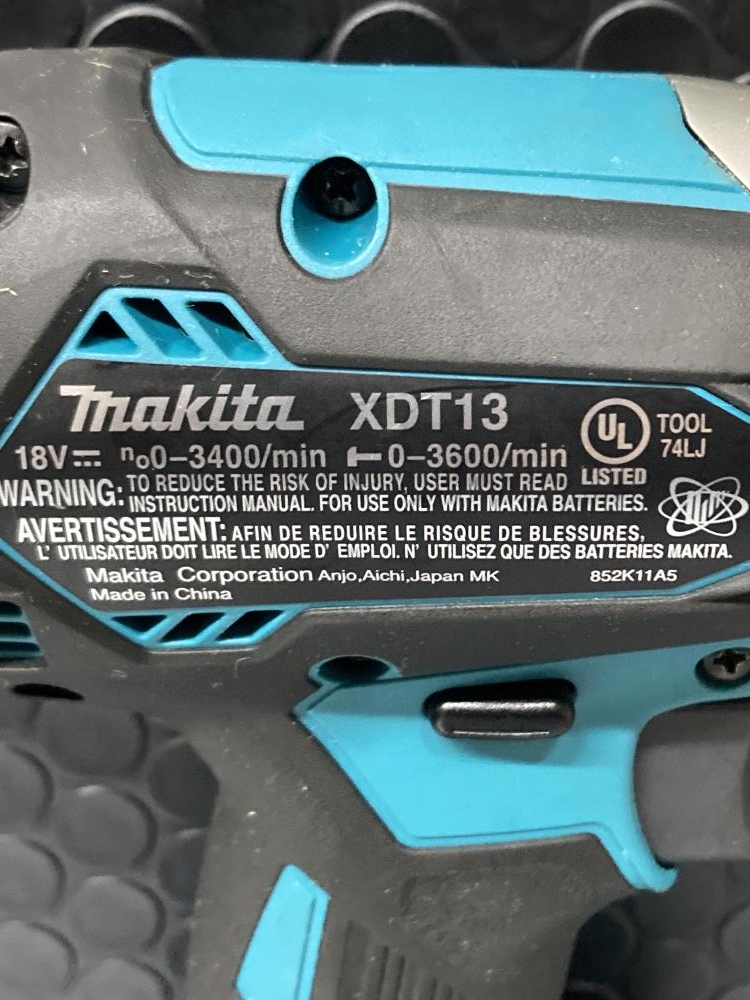 makita XDT13
18V⎓ n₀0–3400/min 0–3600/min
UL LISTED
TOOL
74LJ
WARNING: TO REDUCE THE RISK OF INJURY, USER MUST READ
INSTRUCTION MANUAL. FOR USE ONLY WITH MAKITA BATTERIES.
AVERTISSEMENT: AFIN DE REDUIRE LE RISQUE DE BLESSURES,
L' UTILISATEUR DOIT LIRE LE MODE D' EMPLOI. N' UTILISEZ QUE DES BATTERIES MAKITA.
Makita Corporation Anjo,Aichi,Japan MK 852K11A5
Made in China